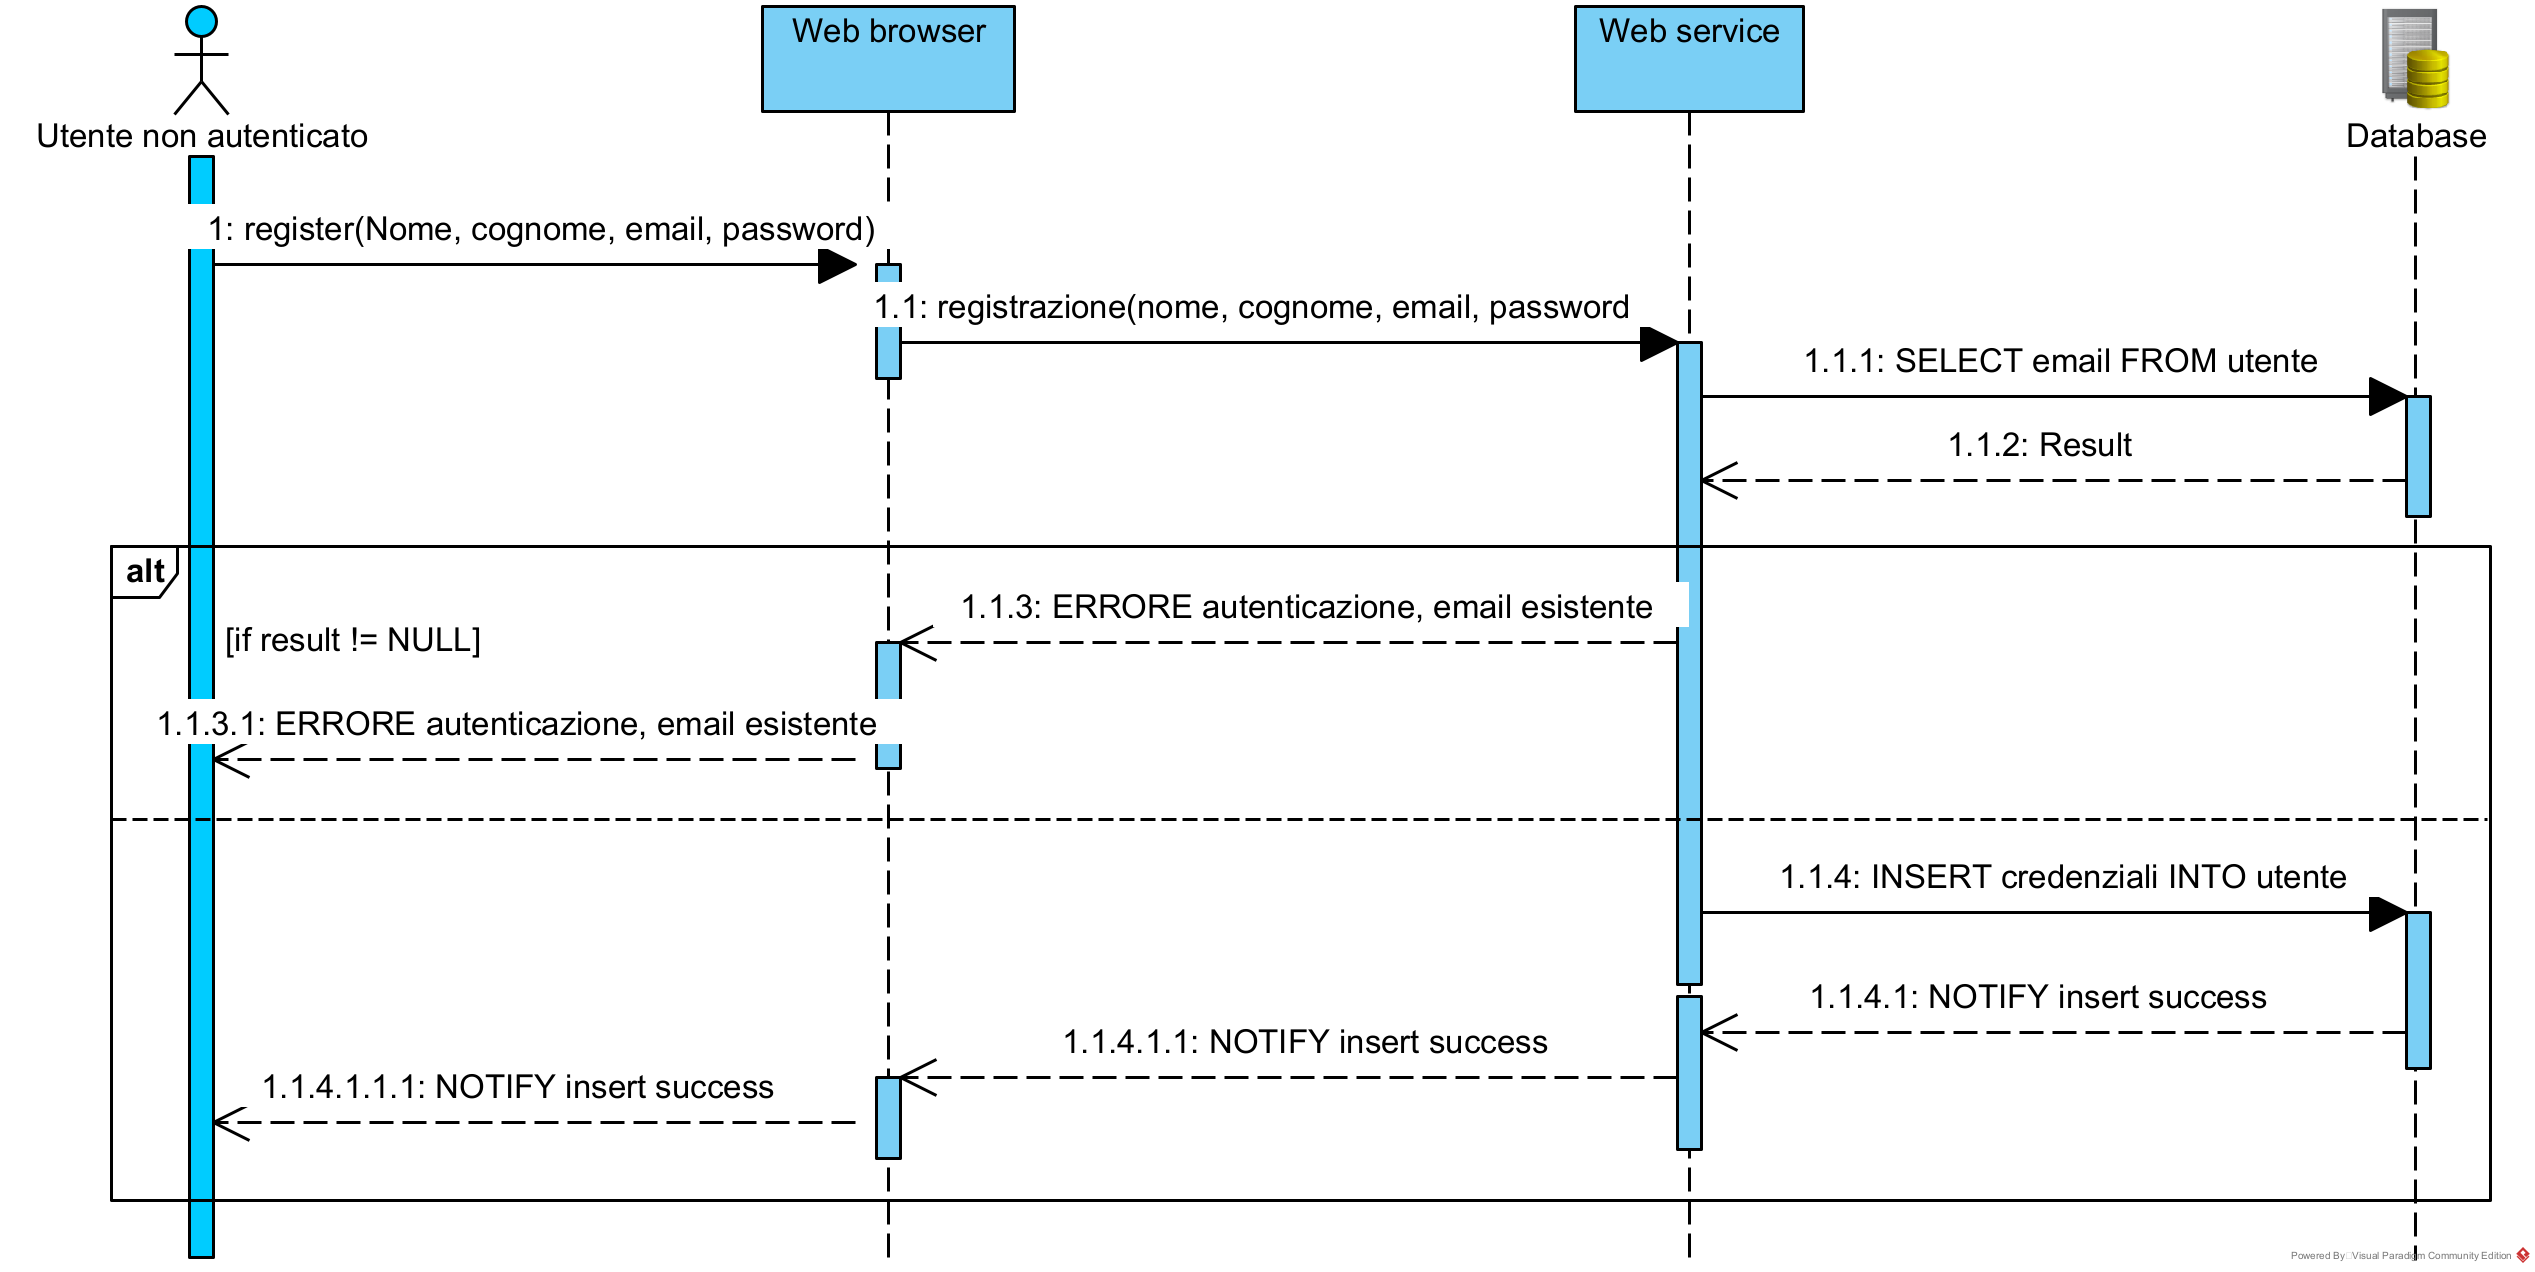 Web browser
Web service
Utente non autenticato
Database
1: register(Nome, cognome, email, password)
1.1: registrazione(nome, cognome, email, password
1.1.1: SELECT email FROM utente
1.1.2: Result
alt
1.1.3: ERRORE autenticazione, email esistente
[if result != NULL]
1.1.3.1: ERRORE autenticazione, email esistente
1.1.4: INSERT credenziali INTO utente
1.1.4.1: NOTIFY insert success
1.1.4.1.1: NOTIFY insert success
1.1.4.1.1.1: NOTIFY insert success
Powered By Visual Paradigm Community Edition